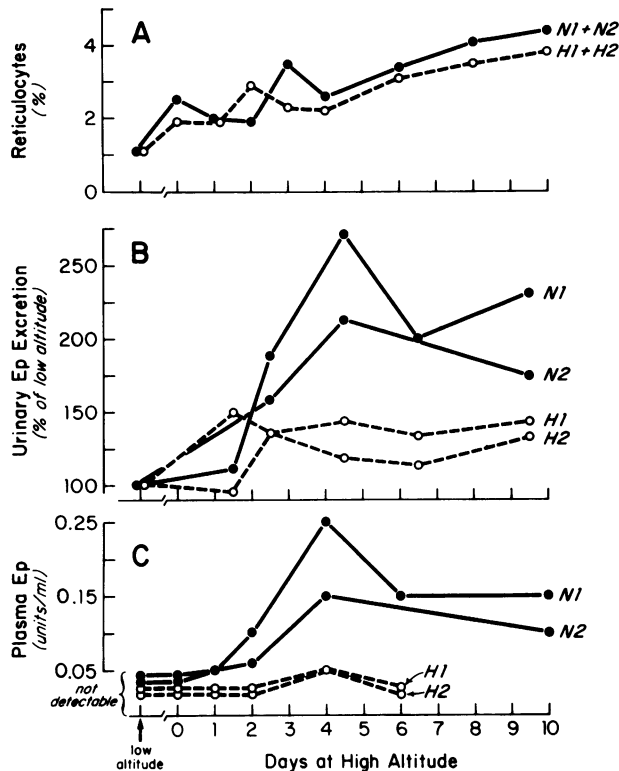 A
Reticulocytes
(%)
4
2
0
N1+N2
H1+H2
B
Urinary Ep Excretion
(% of low altitude)
250
200
150
100
N1
N2
H1
H2
C
Plasma Ep
(units/ml)
0.25
0.15
0.05
not
detectable
N1
N2
H1
H2
0 1 2 3 4 5 6 7 8 9 10
low
altitude
Days at High Altitude